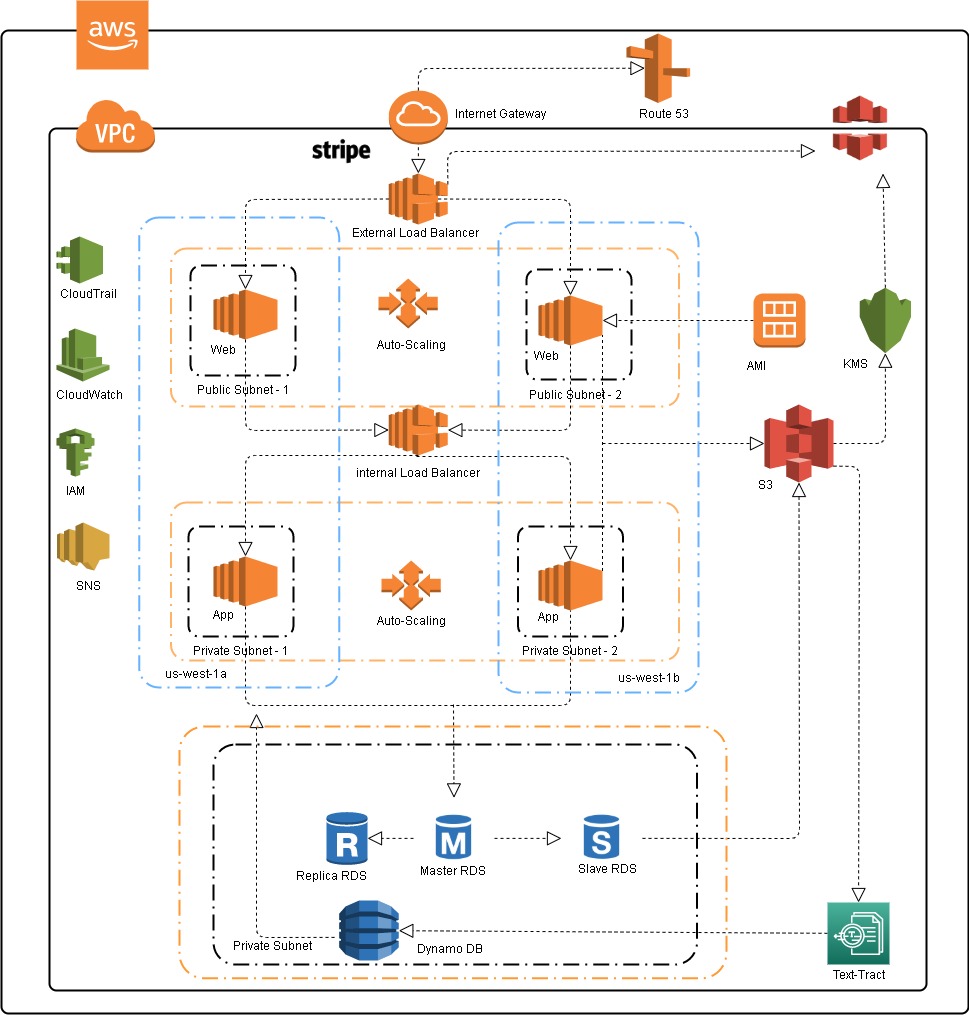 aws
Internet Gateway
Route 53
VPC
stripe
External Load Balancer
CloudTrail
Auto-Scaling
Web
Web
AMI
KMS
Public Subnet - 1
Public Subnet - 2
CloudWatch
internal Load Balancer
S3
IAM
SNS
App
App
Auto-Scaling
Private Subnet - 1
Private Subnet - 2
us-west-1a
us-west-1b
R
M
S
Replica RDS
Master RDS
Slave RDS
Private Subnet
Dynamo DB
Text-Tract